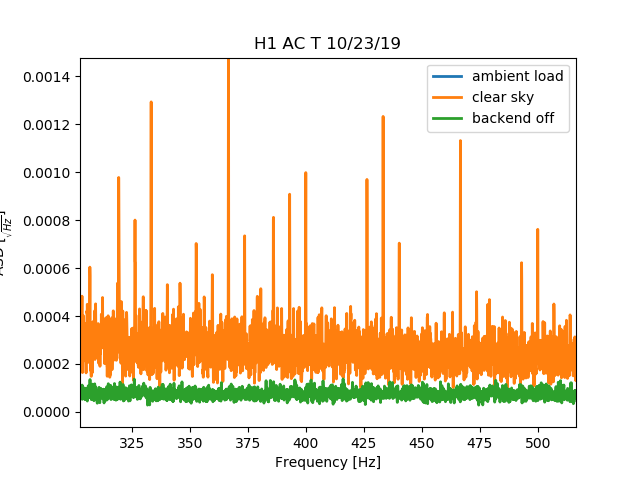 H1 AC T 10/23/19
ambient load
clear sky
backend off
0.0014
0.0012
0.0010
0.0008
0.0006
0.0004
0.0002
0.0000
325 350 375 400 425 450 475 500
Frequency [Hz]